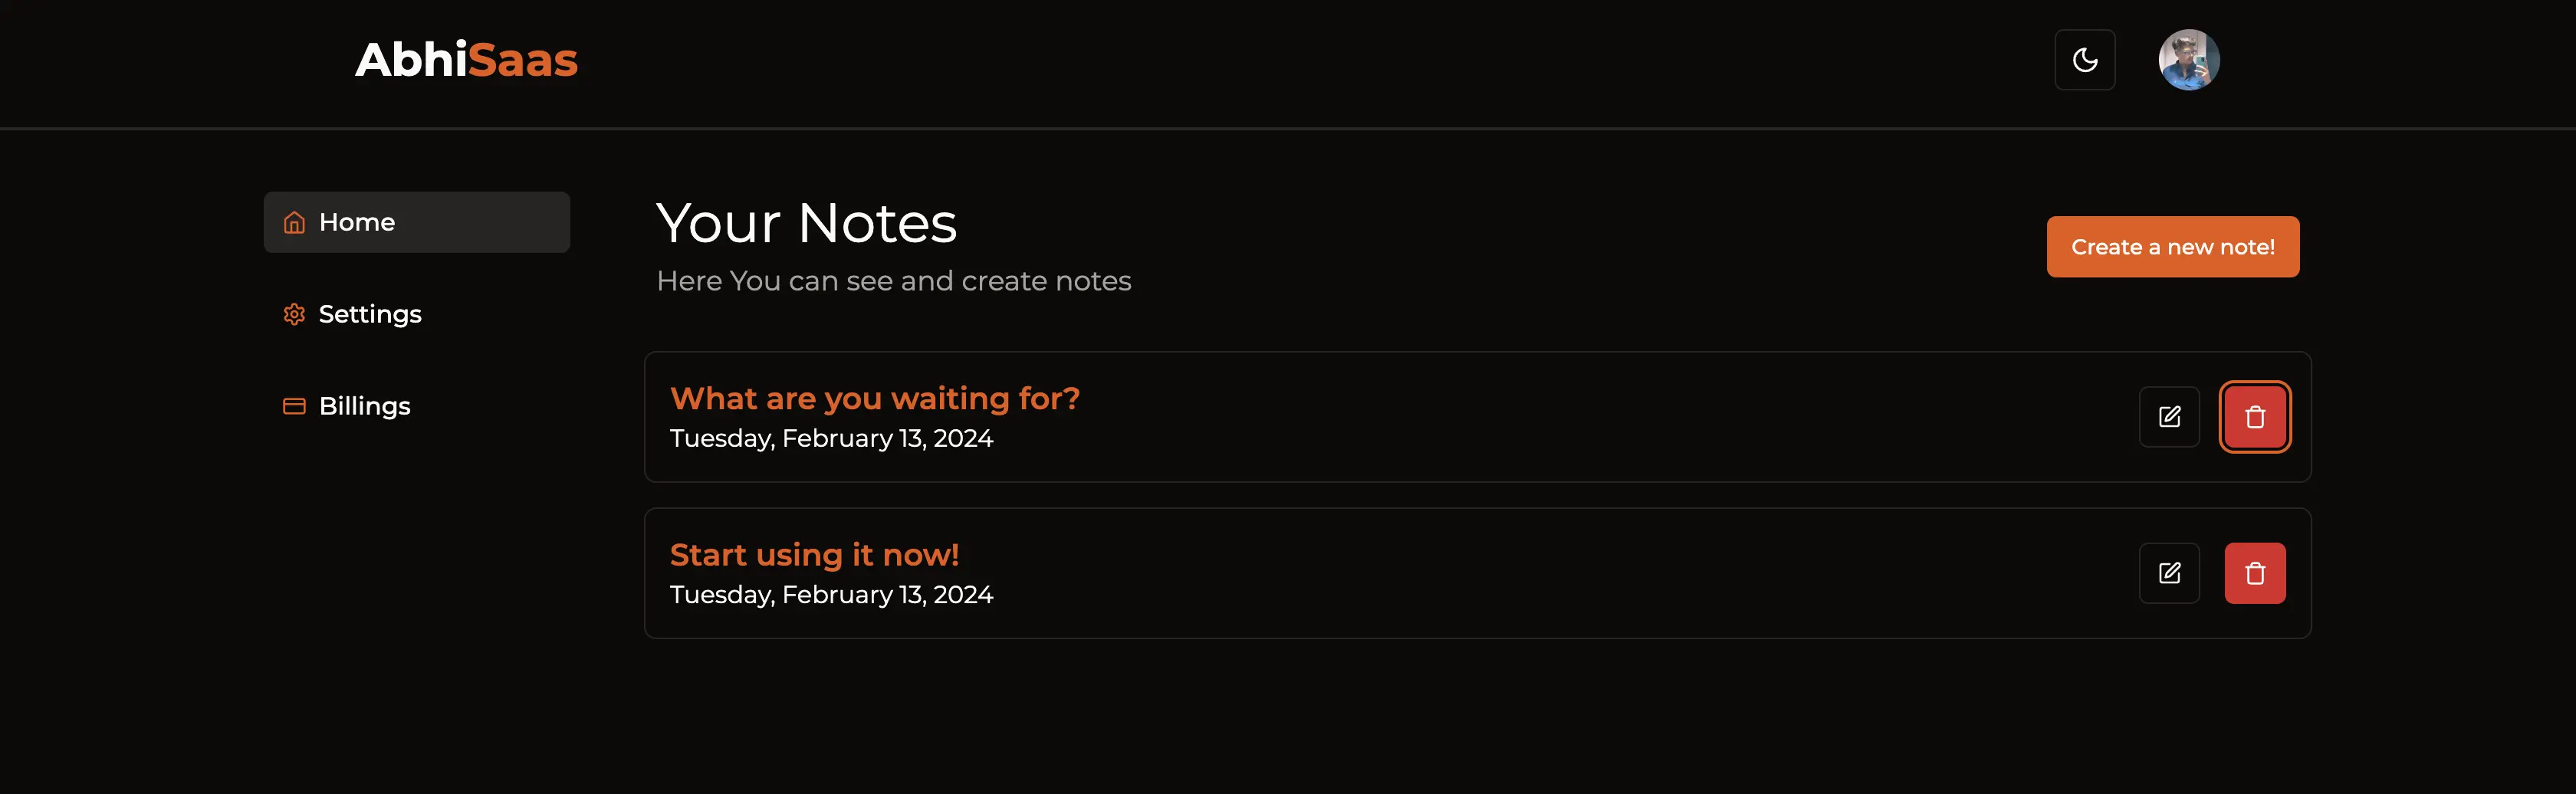 AbhiSaas
Home
Settings
Billings
Your Notes
Here You can see and create notes
Create a new note!
What are you waiting for?
Tuesday, February 13, 2024
Start using it now!
Tuesday, February 13, 2024